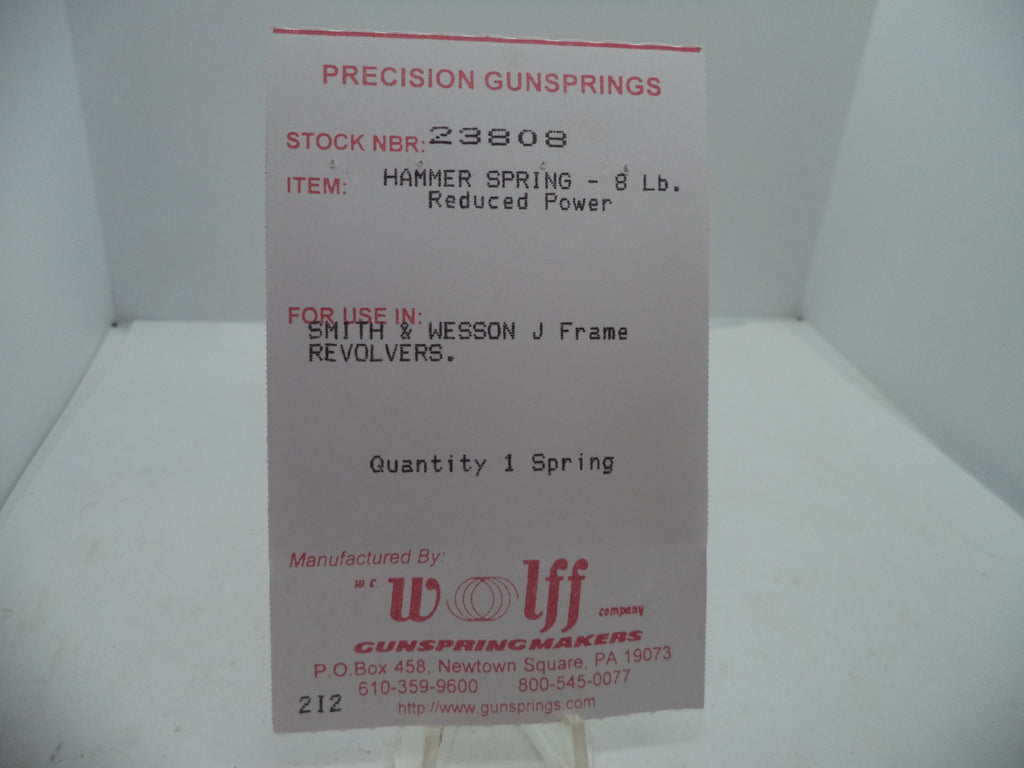 PRECISION GUNSPRINGS
STOCK NBR: 23808
ITEM: HAMMER SPRING - 8 Lb.
Reduced Power
FOR USE IN:
SMITH & WESSON J Frame
REVOLVERS.
Quantity 1 Spring
Manufactured By:
W.C. Wolff company
GUNSPRINGMAKERS
P.O.Box 458, Newtown Square, PA 19073
610-359-9600 800-545-0077
212 http://www.gunsprings.com